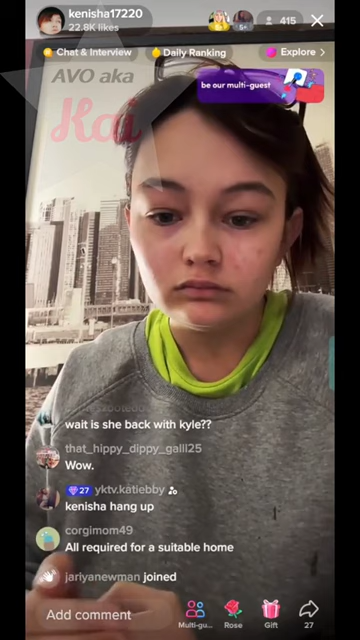 kenisha17220
22.8K likes
5+
415
Chat & Interview
Daily Ranking
Explore >
AVO aka
Kai
be our multi-guest
wait is she back with kyle??
that_hippy_dippy_galll25
Wow.
27 yktv.katiebby
kenisha hang up
corgimom49
All required for a suitable home
jariyanewman joined
Add comment
Multi-gu...
Rose
Gift
27